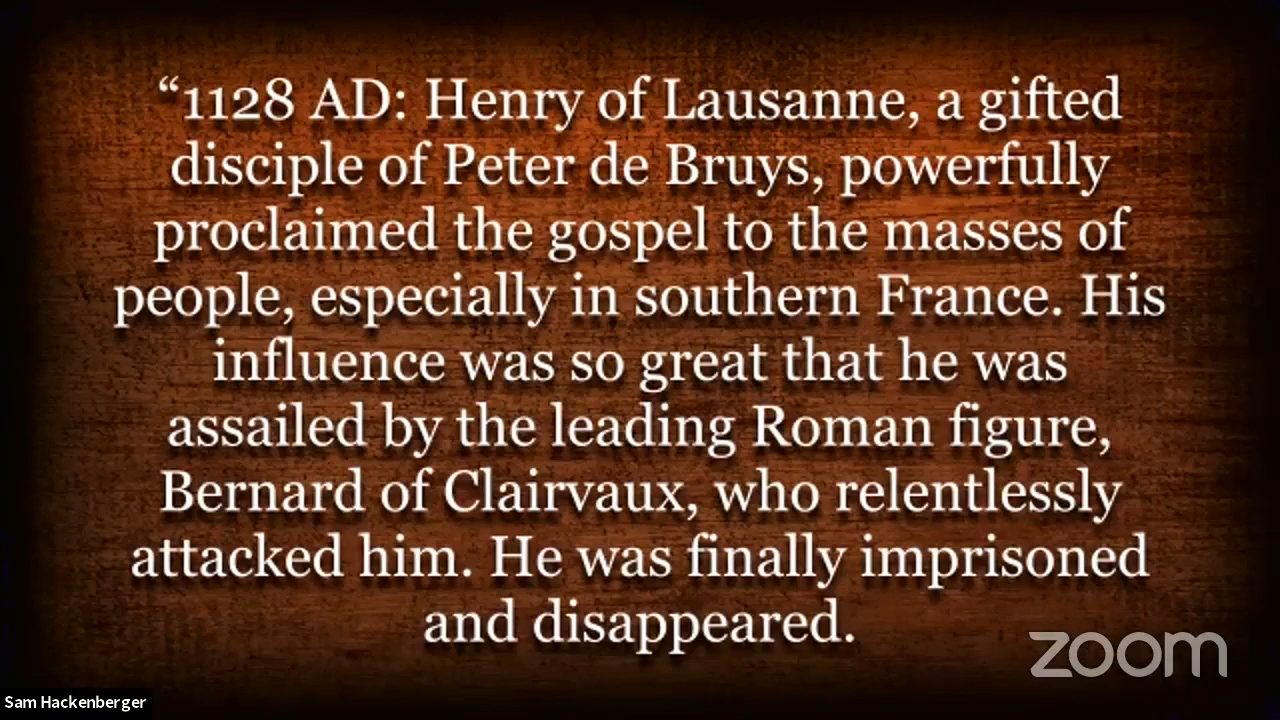 “1128 AD: Henry of Lausanne, a gifted
disciple of Peter de Bruys, powerfully
proclaimed the gospel to the masses of
people, especially in southern France. His
influence was so great that he was
assailed by the leading Roman figure,
Bernard of Clairvaux, who relentlessly
attacked him. He was finally imprisoned
and disappeared.
zoom
Sam Hackenberger